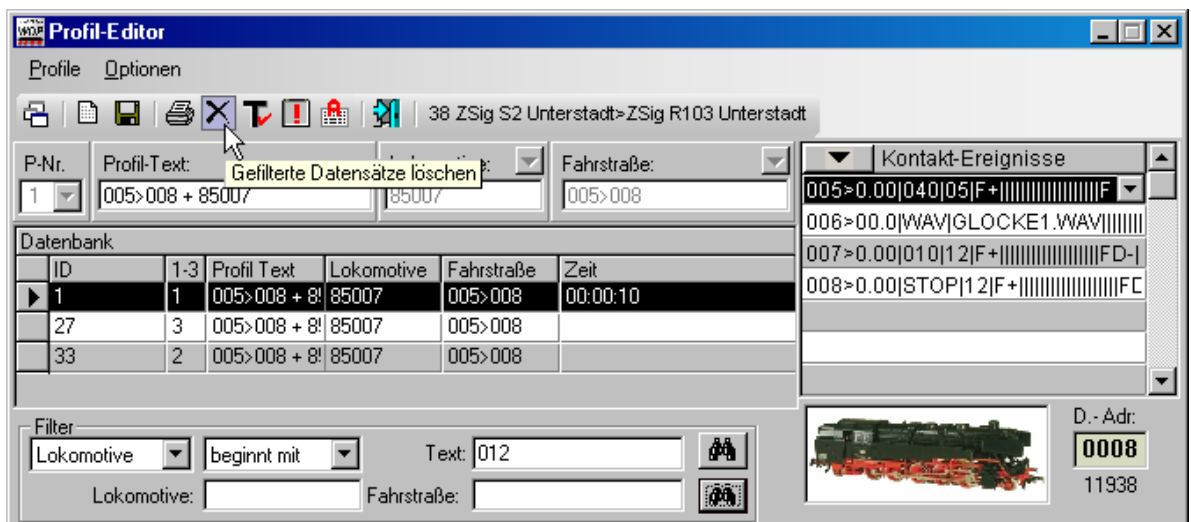 WDP Profil-Editor
Profile Optionen
38 ZSig S2 Unterstadt>ZSig R103 Unterstadt
P-Nr. Profil-Text: Fahrstraße:
Gefilterte Datensätze löschen
1 005>008 + 85007 85007 005>008
Kontakt-Ereignisse
005>0.00|040|05|F+||||||||||||||||||F
006>00.0|WAV|GLOCKE1.WAV||||||||
007>0.00|010|12|F+||||||||||||||||||FD-|
008>0.00|STOP|12|F+||||||||||||||||||FD
Datenbank
ID 1-3 Profil Text Lokomotive Fahrstraße Zeit
1 1 005>008 + 8 85007 005>008 00:00:10
27 3 005>008 + 8 85007 005>008
33 2 005>008 + 8 85007 005>008
Filter
Lokomotive beginnt mit Text: 012
Lokomotive: Fahrstraße:
D.- Adr:
0008
11938